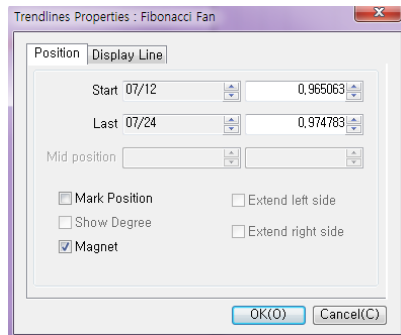 Trendlines Properties : Fibonacci Fan
Position Display Line
Start 07/12 0,965063
Last 07/24 0,974783
Mid position
Mark Position Extend left side
Show Degree Extend right side
Magnet
OK(O) Cancel(C)